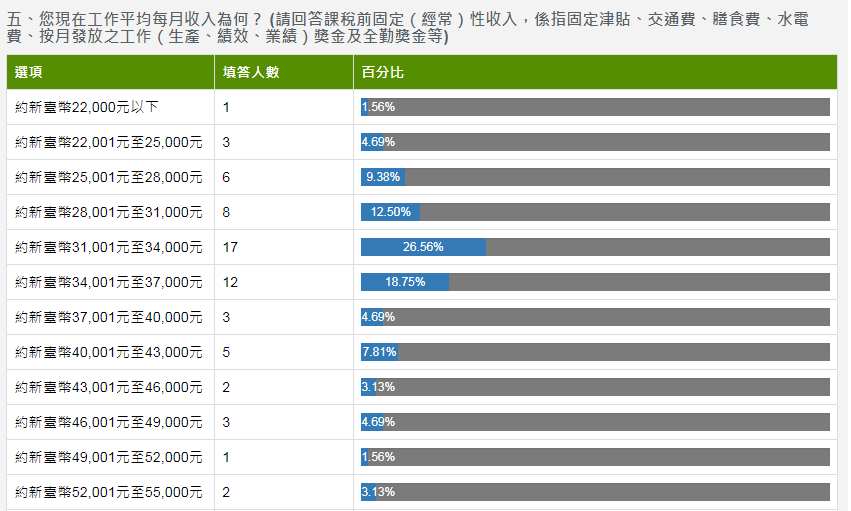 五、您現在工作平均每月收入為何？ (請回答課稅前固定（經常）性收入，係指固定津貼、交通費、膳食費、水電
費、按月發放之工作（生產、績效、業績）獎金及全勤獎金等)
選項 填答人數 百分比
約新臺幣22,000元以下 1 1.56%
約新臺幣22,001元至25,000元 3 4.69%
約新臺幣25,001元至28,000元 6 9.38%
約新臺幣28,001元至31,000元 8 12.50%
約新臺幣31,001元至34,000元 17 26.56%
約新臺幣34,001元至37,000元 12 18.75%
約新臺幣37,001元至40,000元 3 4.69%
約新臺幣40,001元至43,000元 5 7.81%
約新臺幣43,001元至46,000元 2 3.13%
約新臺幣46,001元至49,000元 3 4.69%
約新臺幣49,001元至52,000元 1 1.56%
約新臺幣52,001元至55,000元 2 3.13%